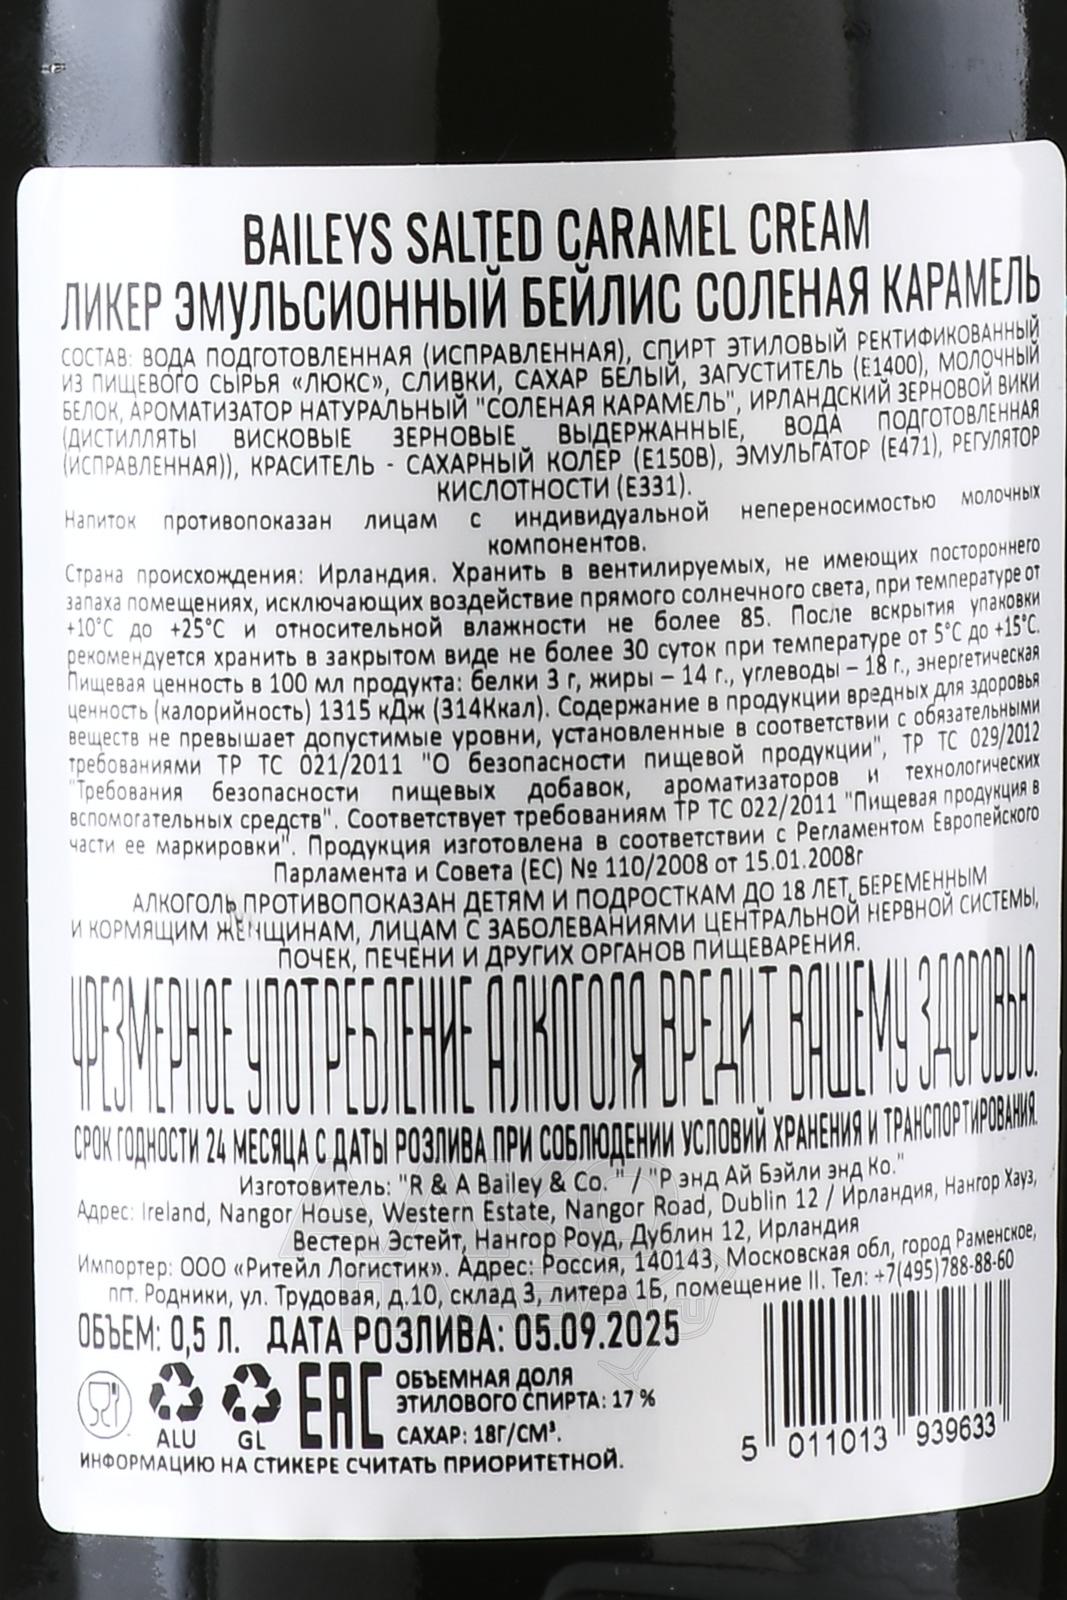 BAILEYS SALTED CARAMEL CREAM
ЛИКЕР ЭМУЛЬСИОННЫЙ БЕЙЛИС СОЛЕНАЯ КАРАМЕЛЬ
СОСТАВ: ВОДА ПОДГОТОВЛЕННАЯ (ИСПРАВЛЕННАЯ), СПИРТ ЭТИЛОВЫЙ РЕКТИФИКОВАННЫЙ
ИЗ ПИЩЕВОГО СЫРЬЯ «ЛЮКС», СЛИВКИ, САХАР БЕЛЫЙ, ЗАГУСТИТЕЛЬ (Е1400), МОЛОЧНЫЙ
БЕЛОК, АРОМАТИЗАТОР НАТУРАЛЬНЫЙ "СОЛЕНАЯ КАРАМЕЛЬ", ИРЛАНДСКИЙ ЗЕРНОВОЙ ВИКИ
(ДИСТИЛЛЯТЫ ВИСКОВЫЕ ЗЕРНОВЫЕ ВЫДЕРЖАННЫЕ, ВОДА ПОДГОТОВЛЕННАЯ
(ИСПРАВЛЕННАЯ)), КРАСИТЕЛЬ - САХАРНЫЙ КОЛЕР (Е150В), ЭМУЛЬГАТОР (Е471), РЕГУЛЯТОР
КИСЛОТНОСТИ (Е331).
Напиток противопоказан лицам с индивидуальной непереносимостью молочных
компонентов.
Страна происхождения: Ирландия. Хранить в вентилируемых, не имеющих постороннего
запаха помещениях, исключающих воздействие прямого солнечного света, при температуре от
+10°С до +25°С и относительной влажности не более 85. После вскрытия упаковки
рекомендуется хранить в закрытом виде не более 30 суток при температуре от 5°С до +15°С.
Пищевая ценность в 100 мл продукта: белки 3 г, жиры – 14 г., углеводы – 18 г., энергетическая
ценность (калорийность) 1315 кДж (314Ккал). Содержание в продукции вредных для здоровья
веществ не превышает допустимые уровни, установленные в соответствии с обязательными
требованиями ТР ТС 021/2011 "О безопасности пищевой продукции", ТР ТС 029/2012
"Требования безопасности пищевых добавок, ароматизаторов и технологических
вспомогательных средств". Соответствует требованиям ТР ТС 022/2011 "Пищевая продукция в
части ее маркировки". Продукция изготовлена в соответствии с Регламентом Европейского
Парламента и Совета (ЕС) № 110/2008 от 15.01.2008г
АЛКОГОЛЬ ПРОТИВОПОКАЗАН ДЕТЯМ И ПОДРОСТКАМ ДО 18 ЛЕТ, БЕРЕМЕННЫМ
И КОРМЯЩИМ ЖЕНЩИНАМ, ЛИЦАМ С ЗАБОЛЕВАНИЯМИ ЦЕНТРАЛЬНОЙ НЕРВНОЙ СИСТЕМЫ,
ПОЧЕК, ПЕЧЕНИ И ДРУГИХ ОРГАНОВ ПИЩЕВАРЕНИЯ.
ЧРЕЗМЕРНОЕ УПОТРЕБЛЕНИЕ АЛКОГОЛЯ ВРЕДИТ ВАШЕМУ ЗДОРОВЬЮ.
СРОК ГОДНОСТИ 24 МЕСЯЦА С ДАТЫ РОЗЛИВА ПРИ СОБЛЮДЕНИИ УСЛОВИЙ ХРАНЕНИЯ И ТРАНСПОРТИРОВАНИЯ.
Изготовитель: "R & A Bailey & Co. " / "Р энд Ай Бэйли энд Ко."
Адрес: Ireland, Nangor House, Western Estate, Nangor Road, Dublin 12 / Ирландия, Нангор Хауз,
Вестерн Эстейт, Нангор Роуд, Дублин 12, Ирландия
Импортер: ООО «Ритейл Логистик». Адрес: Россия, 140143, Московская обл, город Раменское,
пгт. Родники, ул. Трудовая, д.10, склад 3, литера 1Б, помещение II. Тел: +7(495)788-88-60
ОБЪЕМ: 0,5 Л. ДАТА РОЗЛИВА: 05.09.2025
ALU GL EAC
ОБЪЕМНАЯ ДОЛЯ
ЭТИЛОВОГО СПИРТА: 17 %
САХАР: 18Г/СМ³.
ИНФОРМАЦИЮ НА СТИКЕРЕ СЧИТАТЬ ПРИОРИТЕТНОЙ.
5 011013 939633